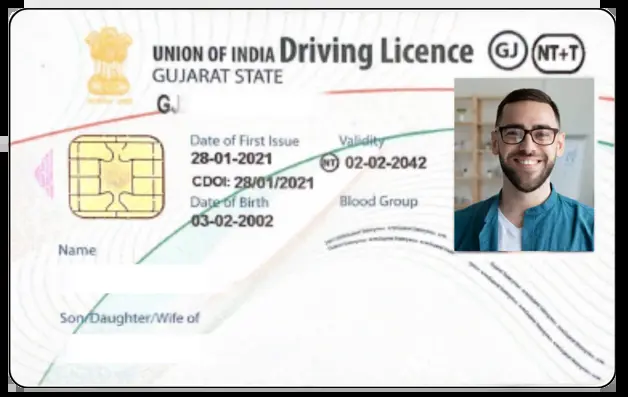 UNION OF INDIA Driving Licence GJ NT+T
GUJARAT STATE
GJ
Date of First Issue Validity
28-01-2021 NT 02-02-2042
CDOI: 28/01/2021
Date of Birth Blood Group
03-02-2002
Name
Son/Daughter/Wife of